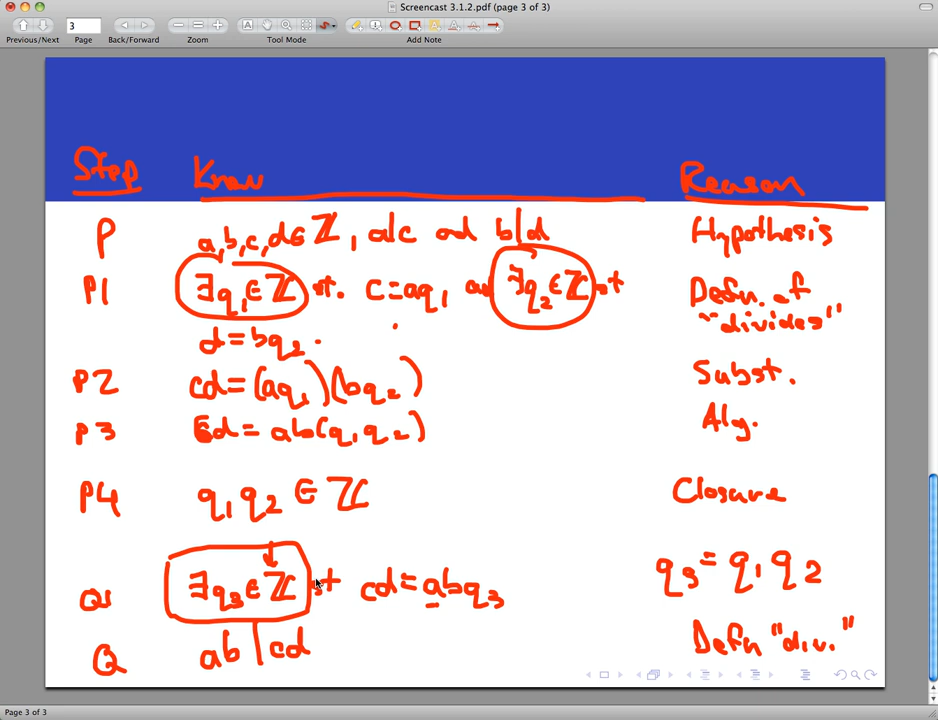 Screencast 3.1.2.pdf (page 3 of 3)
3
Previous/Next Page Back/Forward Zoom Tool Mode Add Note
Step Know Reason
P a,b,c,d∈ℤ, a|c and b|d Hypothesis
P1 ∃q₁∈ℤ st. c=aq₁ and ∃q₂∈ℤ st Defn. of
d=bq₂. "divides"
P2 cd=(aq₁)(bq₂) Subst.
P3 cd=ab(q₁q₂) Alg.
P4 q₁q₂∈ℤ Closure
Q1 ∃q₃∈ℤ st cd=abq₃ q₃=q₁q₂
Q ab|cd Defn "div."
Page 3 of 3